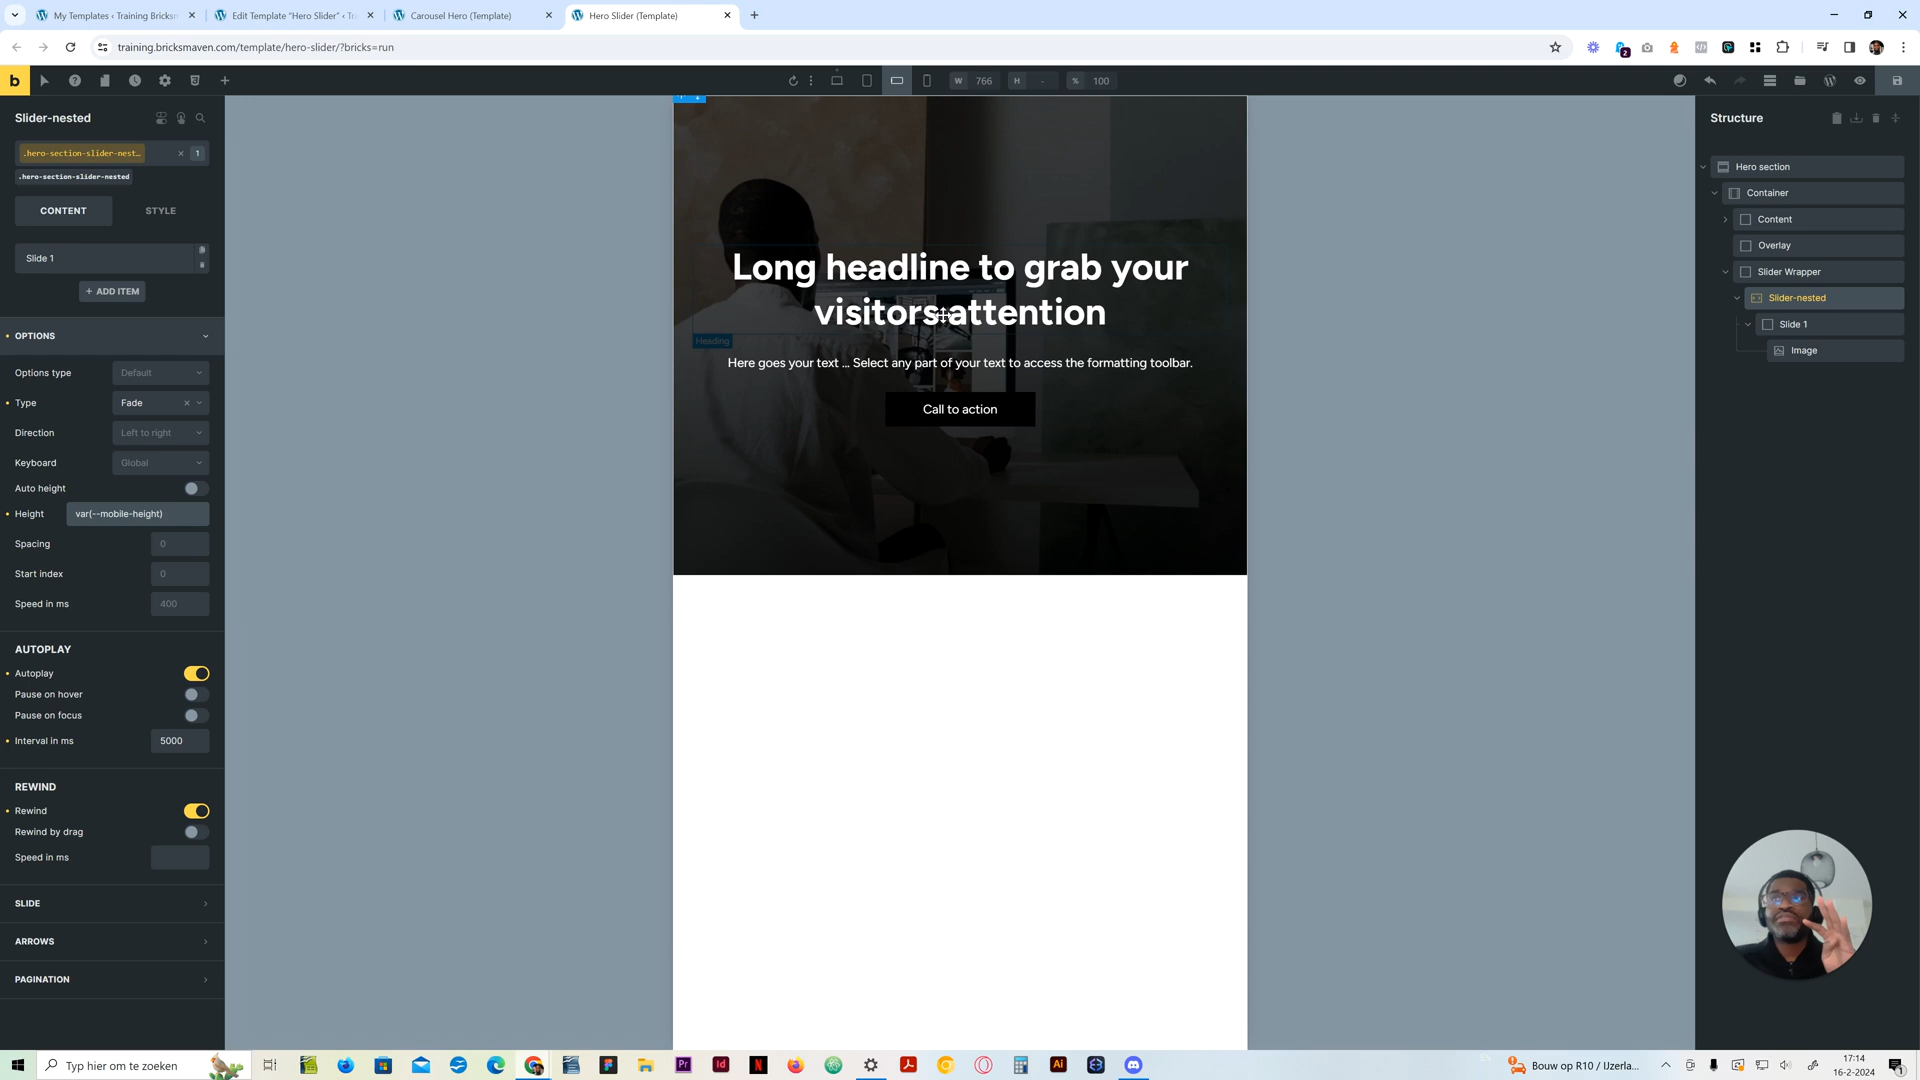 My Templates ‹ Training Bricksm
Edit Template "Hero Slider" ‹ Tr
Carousel Hero (Template)
Hero Slider (Template)
training.bricksmaven.com/template/hero-slider/?bricks=run
2
b
W 766
H -
% 100
Slider-nested
.hero-section-slider-nest…
1
.hero-section-slider-nested
CONTENT
STYLE
Slide 1
+ ADD ITEM
OPTIONS
Options type
Default
Type
Fade
Direction
Left to right
Keyboard
Global
Auto height
Height
var(--mobile-height)
Spacing
0
Start index
0
Speed in ms
400
AUTOPLAY
Autoplay
Pause on hover
Pause on focus
Interval in ms
5000
REWIND
Rewind
Rewind by drag
Speed in ms
SLIDE
ARROWS
PAGINATION
Long headline to grab your
visitors attention
Heading
Here goes your text ... Select any part of your text to access the formatting toolbar.
Call to action
Structure
Hero section
Container
Content
Overlay
Slider Wrapper
Slider-nested
Slide 1
Image
Typ hier om te zoeken
Pr
Id
N
Ai
Bouw op R10 / IJzerla...
17:14
16-2-2024
1